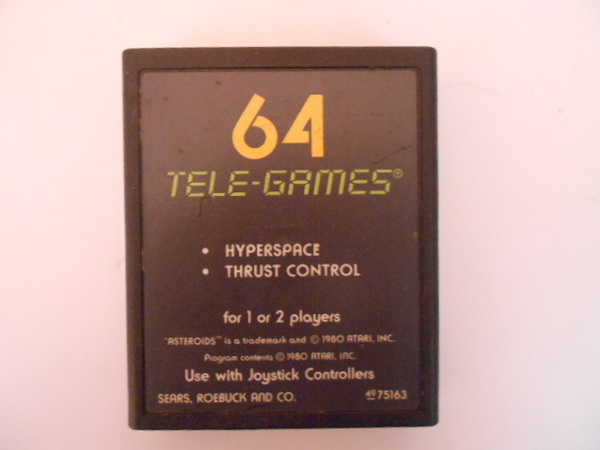 64
TELE-GAMES®
• HYPERSPACE
• THRUST CONTROL
for 1 or 2 players
"ASTEROIDS" is a trademark and © 1980 ATARI, INC.
Program contents © 1980 ATARI, INC.
Use with Joystick Controllers
SEARS, ROEBUCK AND CO. 49 75163